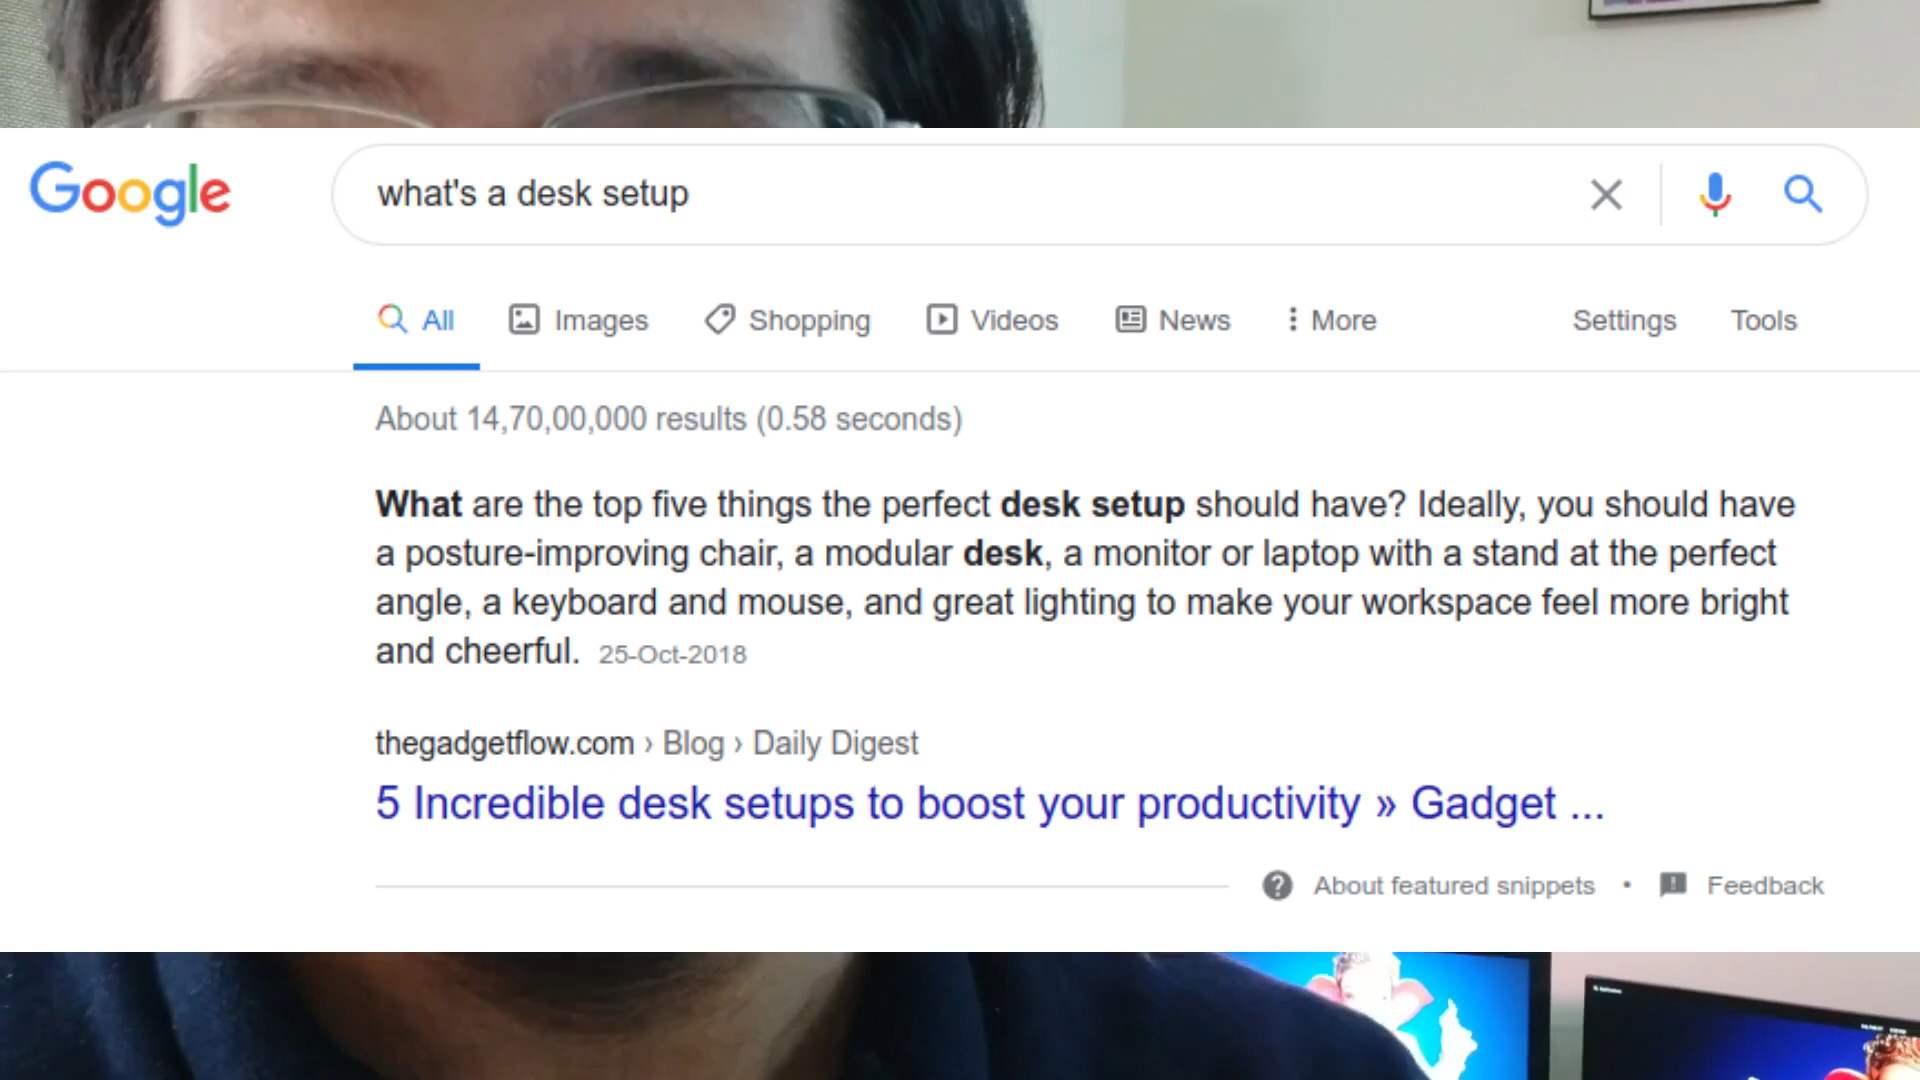 Google
what's a desk setup
All Images Shopping Videos News More Settings Tools
About 14,70,00,000 results (0.58 seconds)
What are the top five things the perfect desk setup should have? Ideally, you should have
a posture-improving chair, a modular desk, a monitor or laptop with a stand at the perfect
angle, a keyboard and mouse, and great lighting to make your workspace feel more bright
and cheerful. 25-Oct-2018
thegadgetflow.com › Blog › Daily Digest
5 Incredible desk setups to boost your productivity » Gadget ...
About featured snippets • Feedback